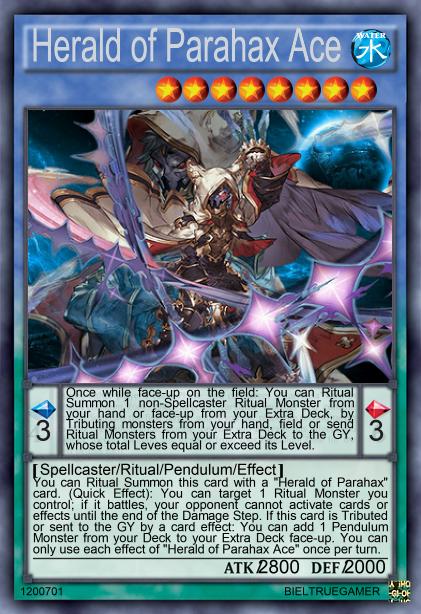 Herald of Parahax Ace
WATER
水
Once while face-up on the field: You can Ritual
Summon 1 non-Spellcaster Ritual Monster from
your hand or face-up from your Extra Deck, by
Tributing monsters from your hand, field or send
Ritual Monsters from your Extra Deck to the GY,
whose total Leves equal or exceed its Level.
3
3
[Spellcaster/Ritual/Pendulum/Effect]
You can Ritual Summon this card with a "Herald of Parahax"
card. (Quick Effect): You can target 1 Ritual Monster you
control; if it battles, your opponent cannot activate cards or
effects until the end of the Damage Step. If this card is Tributed
or sent to the GY by a card effect: You can add 1 Pendulum
Monster from your Deck to your Extra Deck face-up. You can
only use each effect of "Herald of Parahax Ace" once per turn.
ATK 2800 DEF 2000
1200701
BIELTRUEGAMER